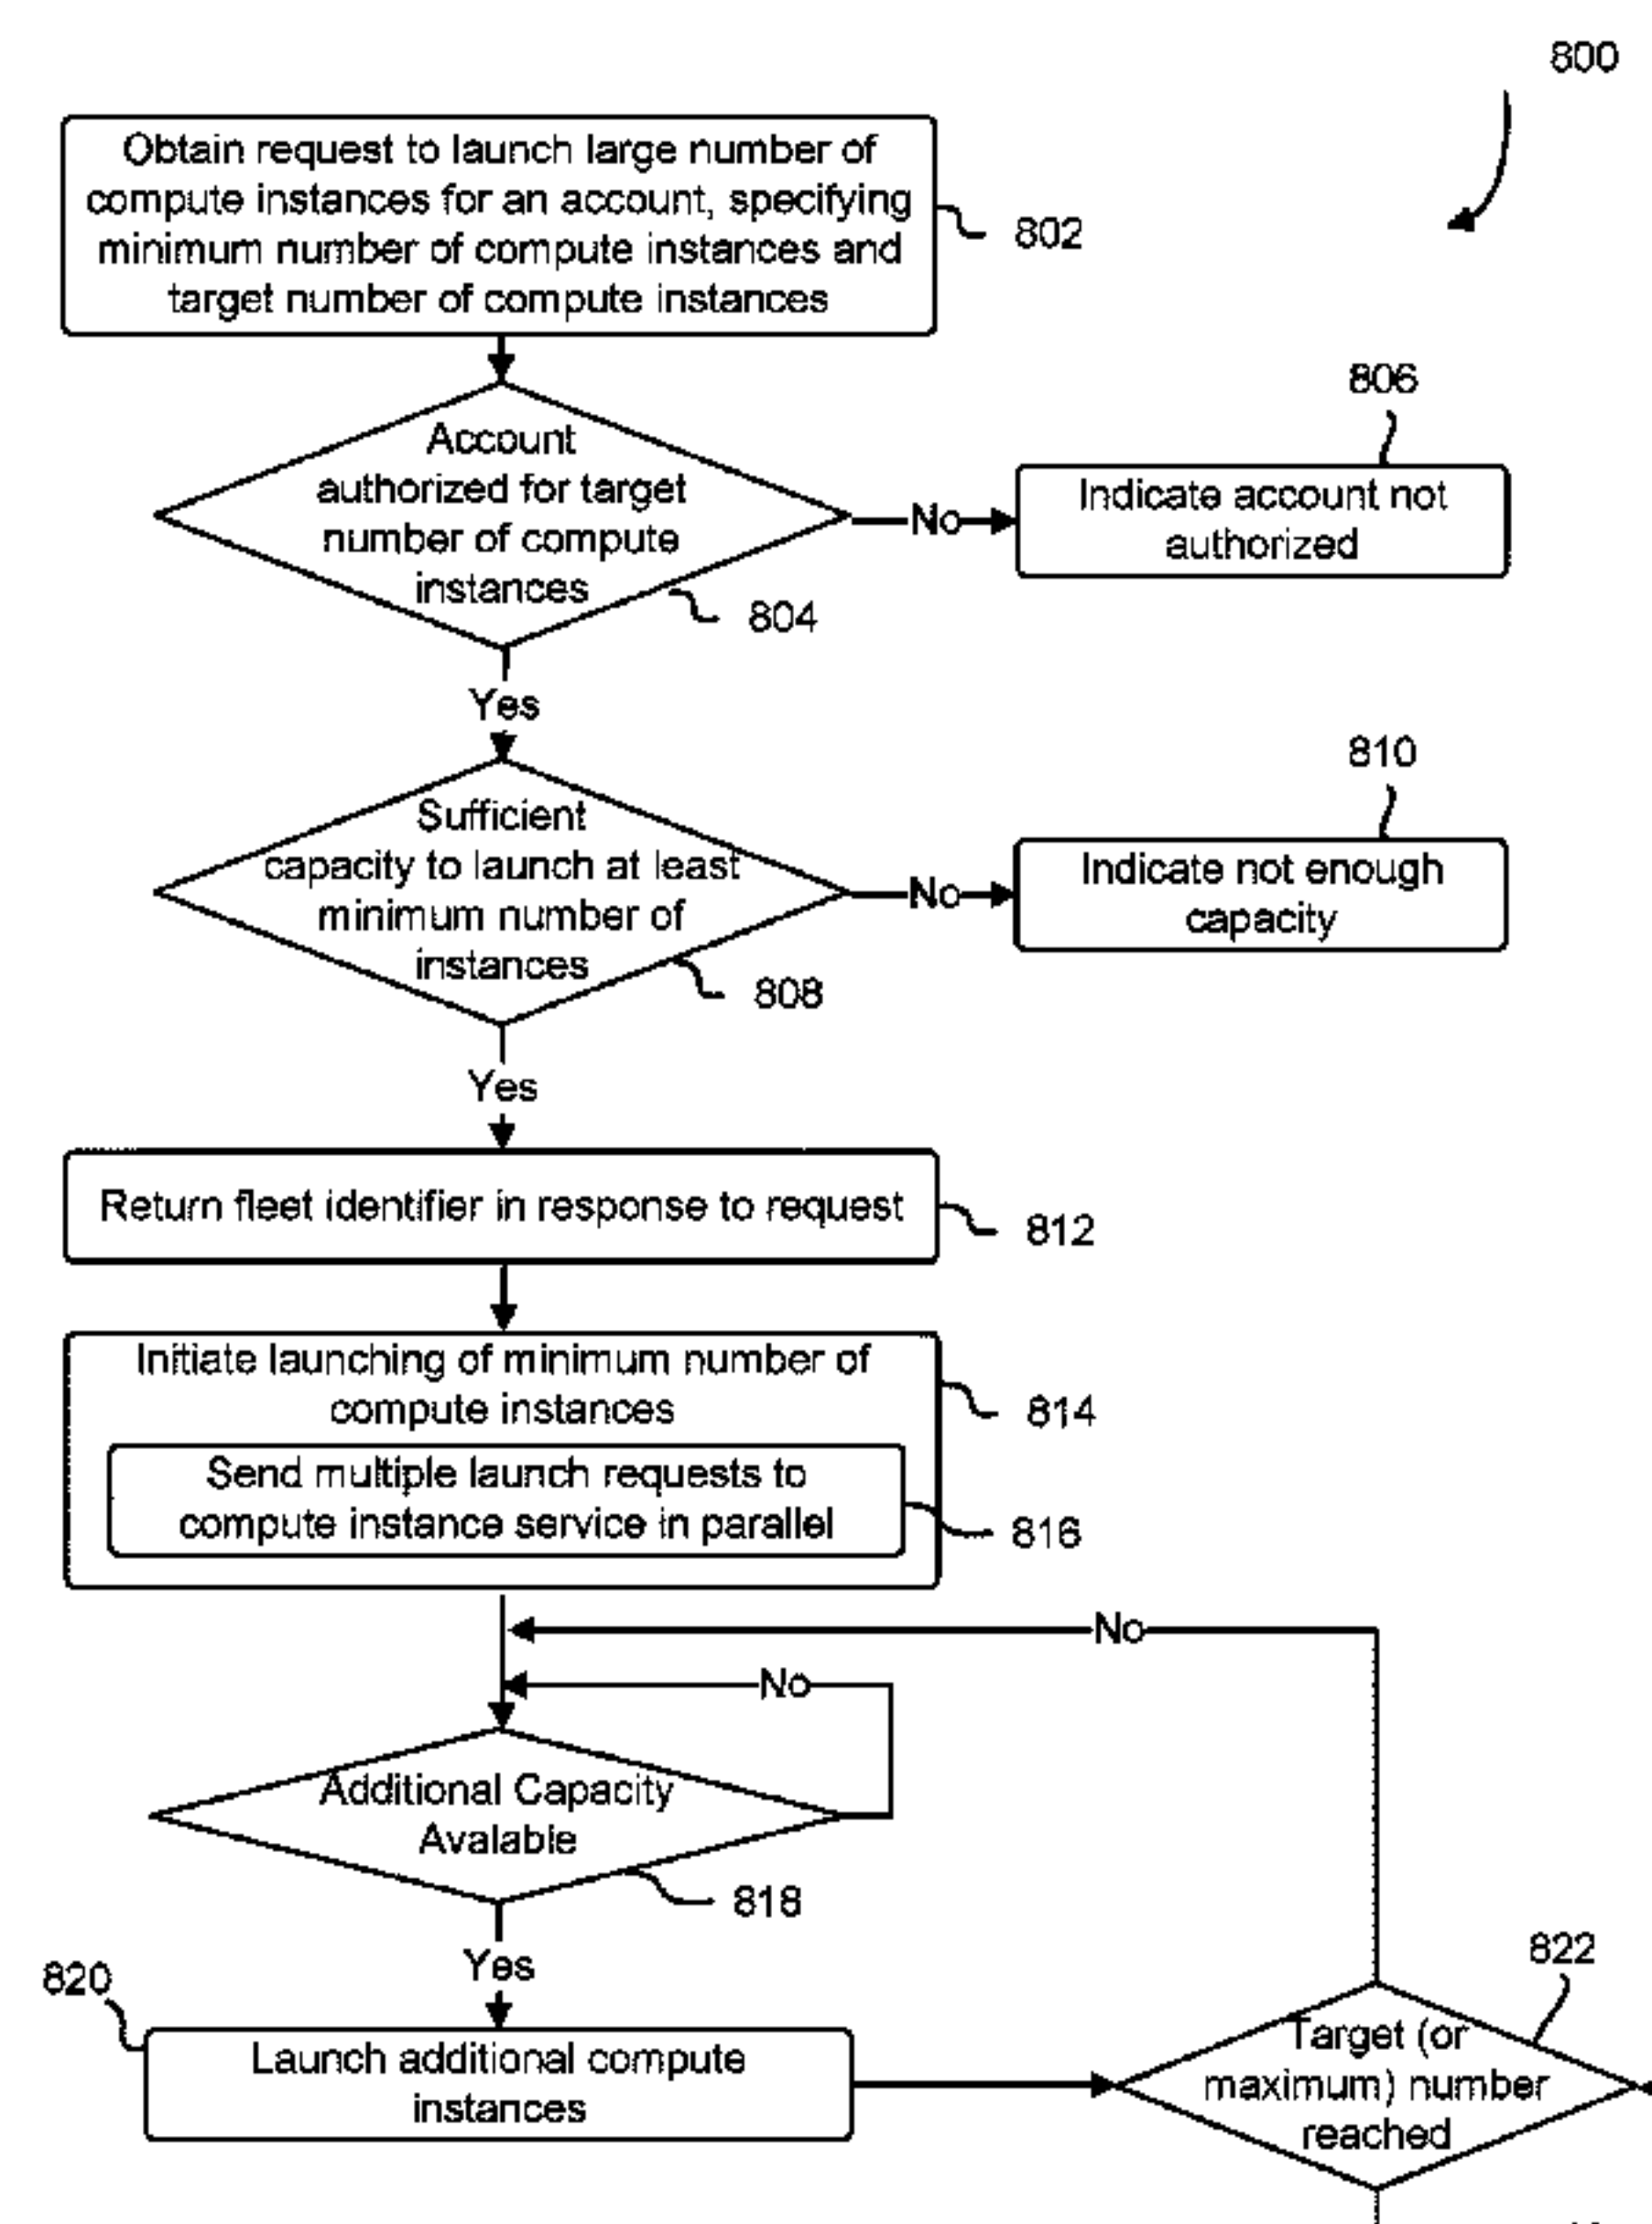 800
Obtain request to launch large number of
compute instances for an account, specifying
minimum number of compute instances and
target number of compute instances
802
Account
authorized for target
number of compute
instances
804
No
806
Indicate account not
authorized
Yes
Sufficient
capacity to launch at least
minimum number of
instances
808
No
810
Indicate not enough
capacity
Yes
Return fleet identifier in response to request
812
Initiate launching of minimum number of
compute instances
814
Send multiple launch requests to
compute instance service in parallel
816
No
No
Additional Capacity
Avalable
818
Yes
820
Launch additional compute
instances
822
Target (or
maximum) number
reached